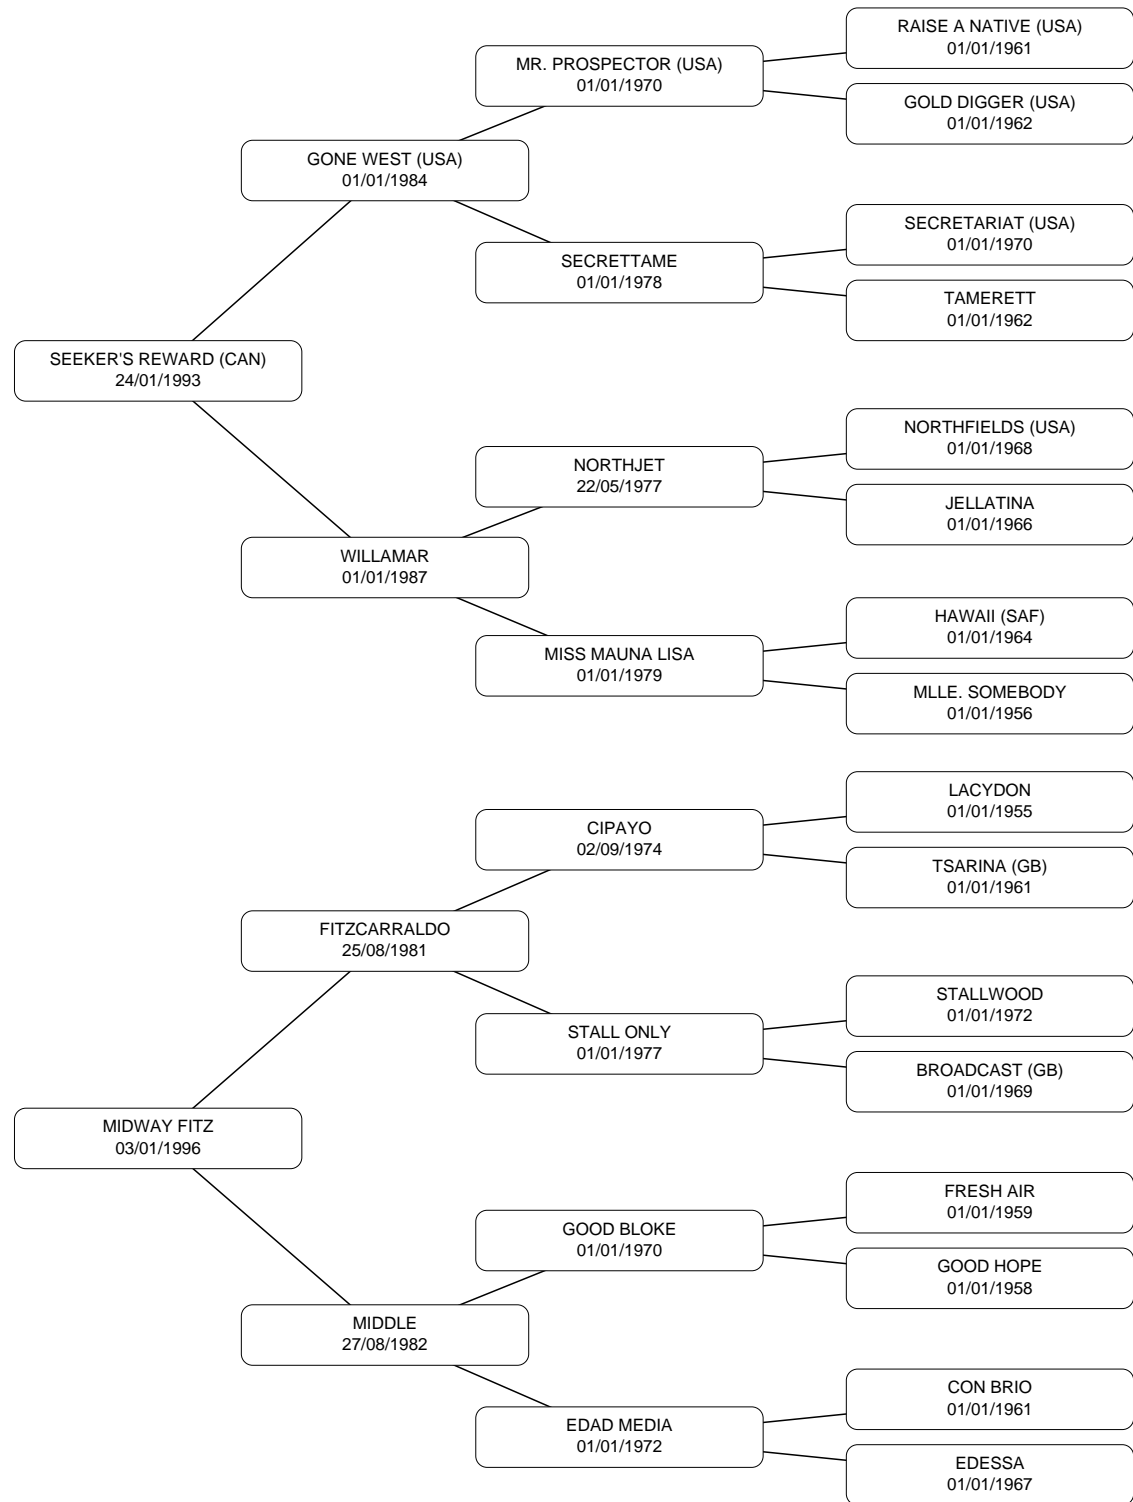 RAISE A NATIVE (USA)
01/01/1961
MR. PROSPECTOR (USA)
01/01/1970
GOLD DIGGER (USA)
01/01/1962
GONE WEST (USA)
01/01/1984
SECRETARIAT (USA)
01/01/1970
SECRETTAME
01/01/1978
TAMERETT
01/01/1962
SEEKER'S REWARD (CAN)
24/01/1993
NORTHFIELDS (USA)
01/01/1968
NORTHJET
22/05/1977
JELLATINA
01/01/1966
WILLAMAR
01/01/1987
HAWAII (SAF)
01/01/1964
MISS MAUNA LISA
01/01/1979
MLLE. SOMEBODY
01/01/1956
LACYDON
01/01/1955
CIPAYO
02/09/1974
TSARINA (GB)
01/01/1961
FITZCARRALDO
25/08/1981
STALLWOOD
01/01/1972
STALL ONLY
01/01/1977
BROADCAST (GB)
01/01/1969
MIDWAY FITZ
03/01/1996
FRESH AIR
01/01/1959
GOOD BLOKE
01/01/1970
GOOD HOPE
01/01/1958
MIDDLE
27/08/1982
CON BRIO
01/01/1961
EDAD MEDIA
01/01/1972
EDESSA
01/01/1967